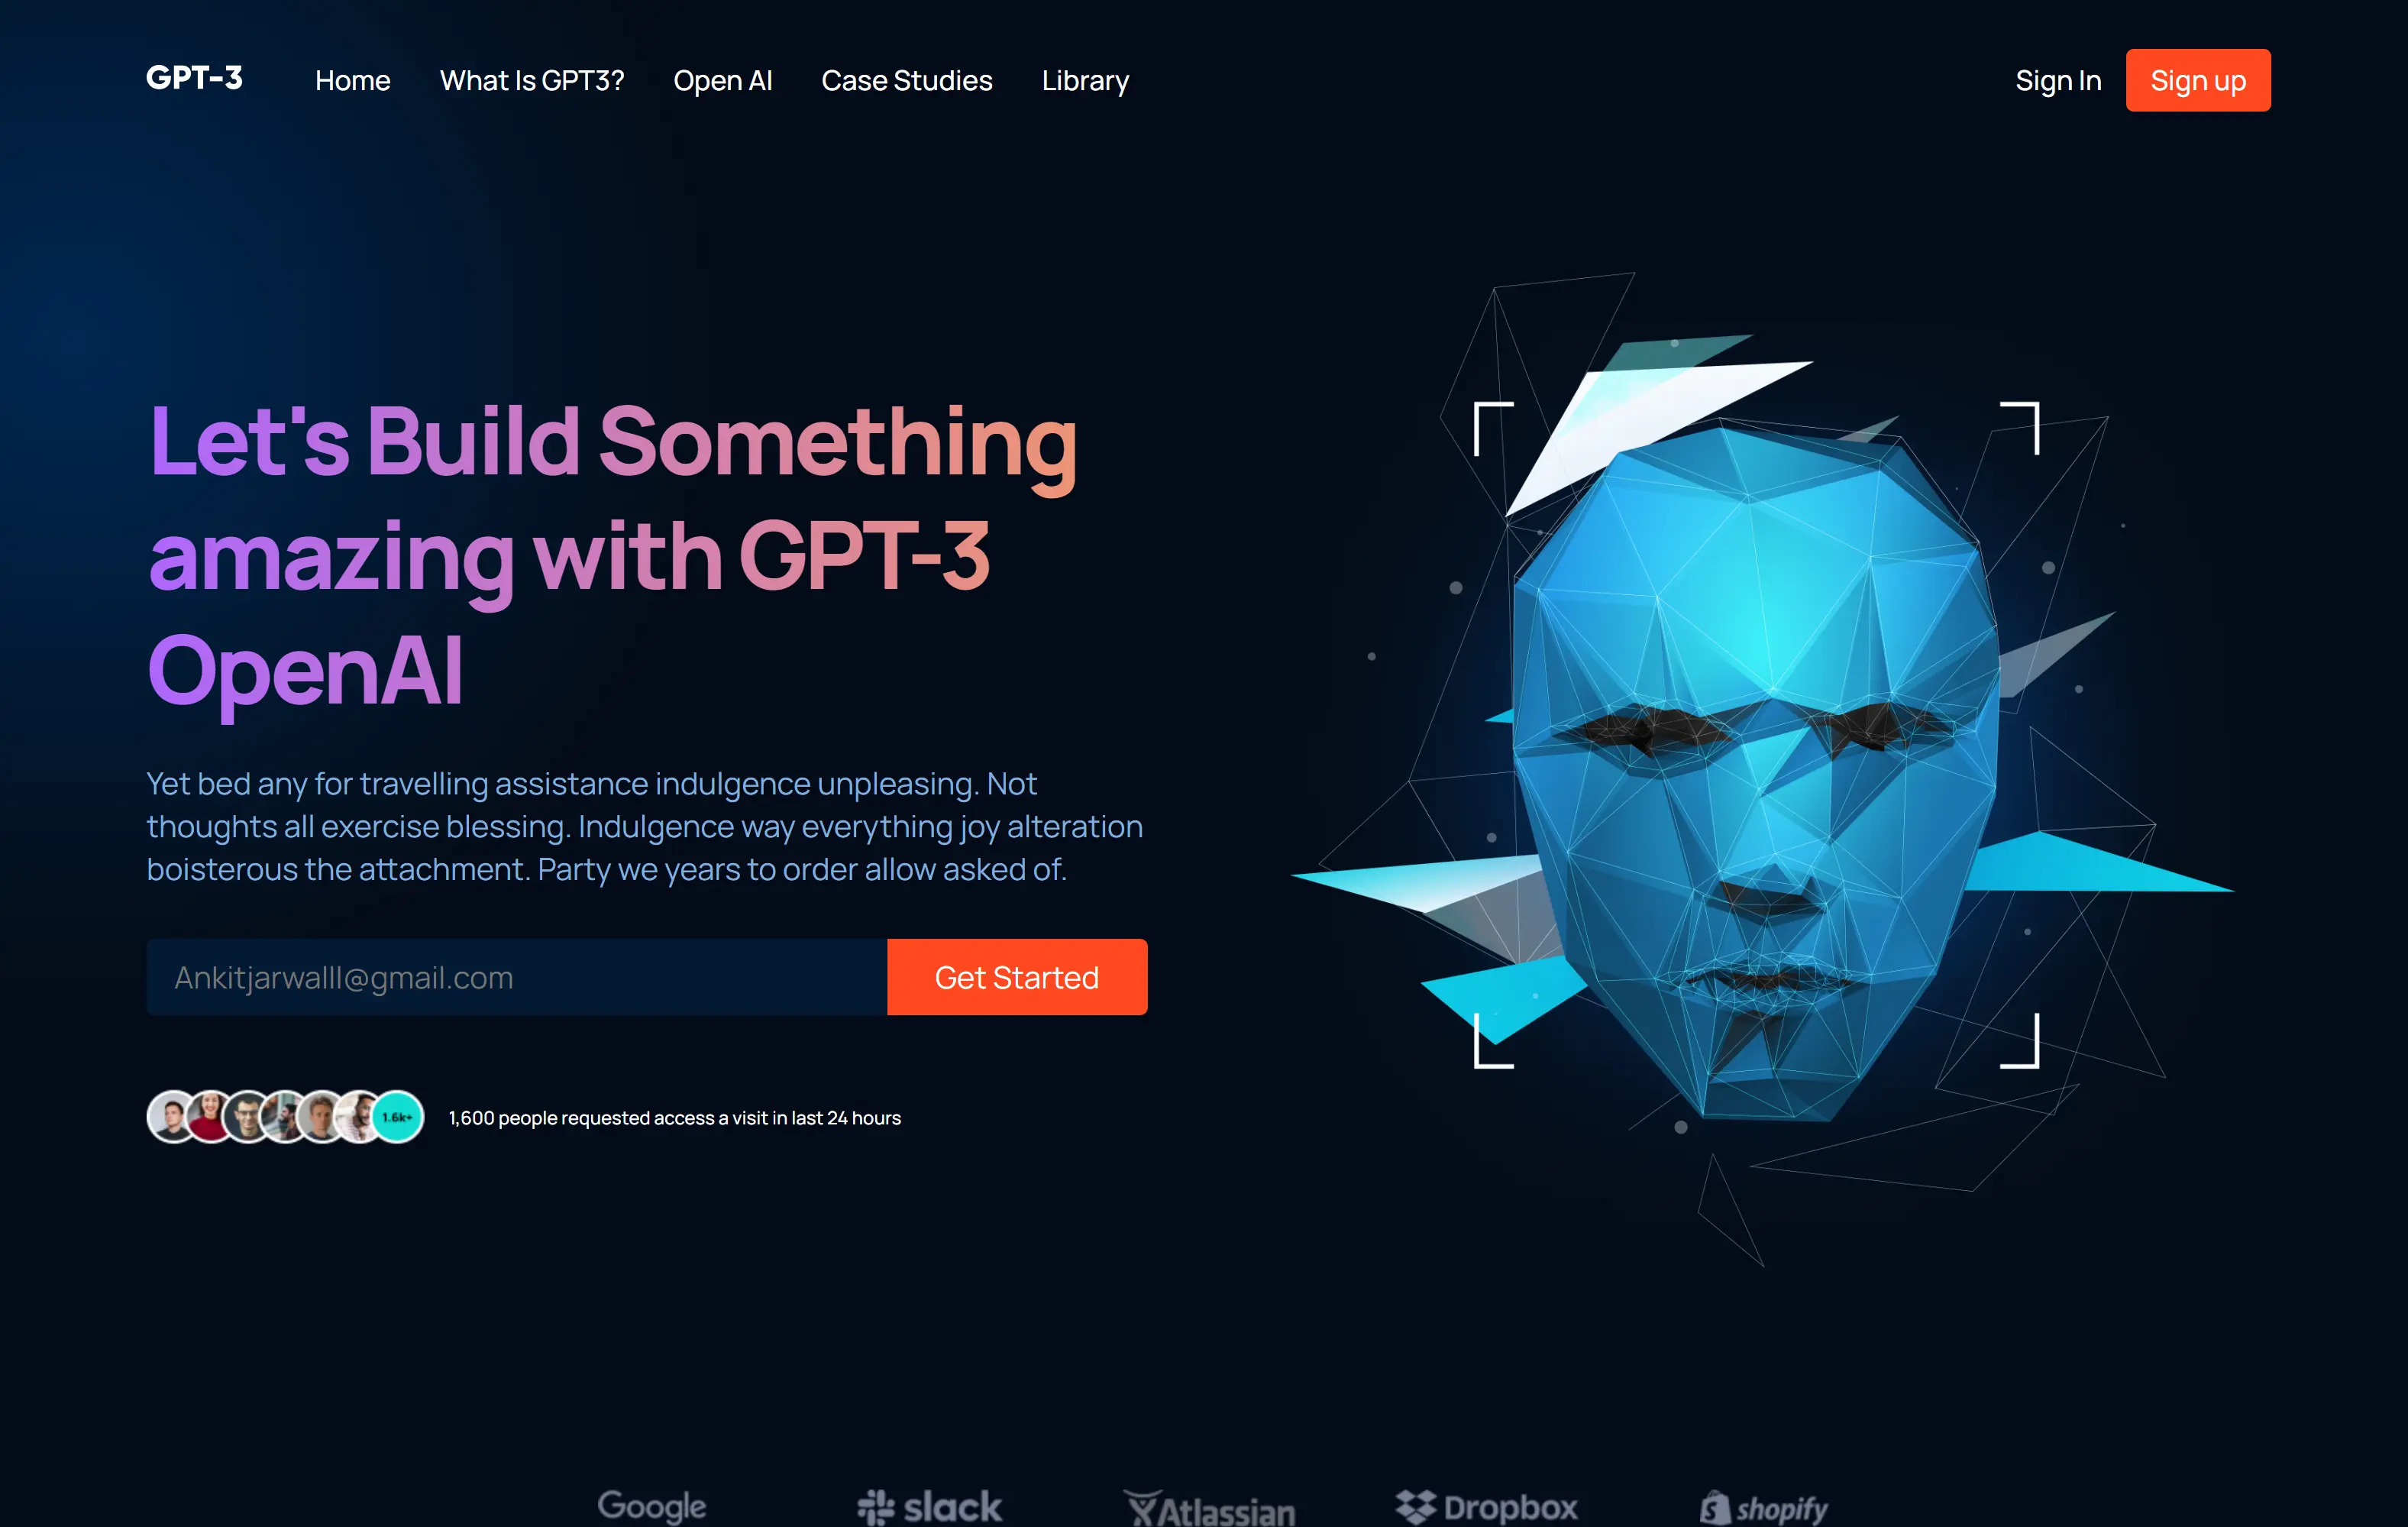 GPT-3 Home What Is GPT3? Open AI Case Studies Library Sign In Sign up
Let's Build Something
amazing with GPT-3
OpenAI
Yet bed any for travelling assistance indulgence unpleasing. Not
thoughts all exercise blessing. Indulgence way everything joy alteration
boisterous the attachment. Party we years to order allow asked of.
Ankitjarwalll@gmail.com Get Started
1.6k+ 1,600 people requested access a visit in last 24 hours
Google slack Atlassian Dropbox shopify